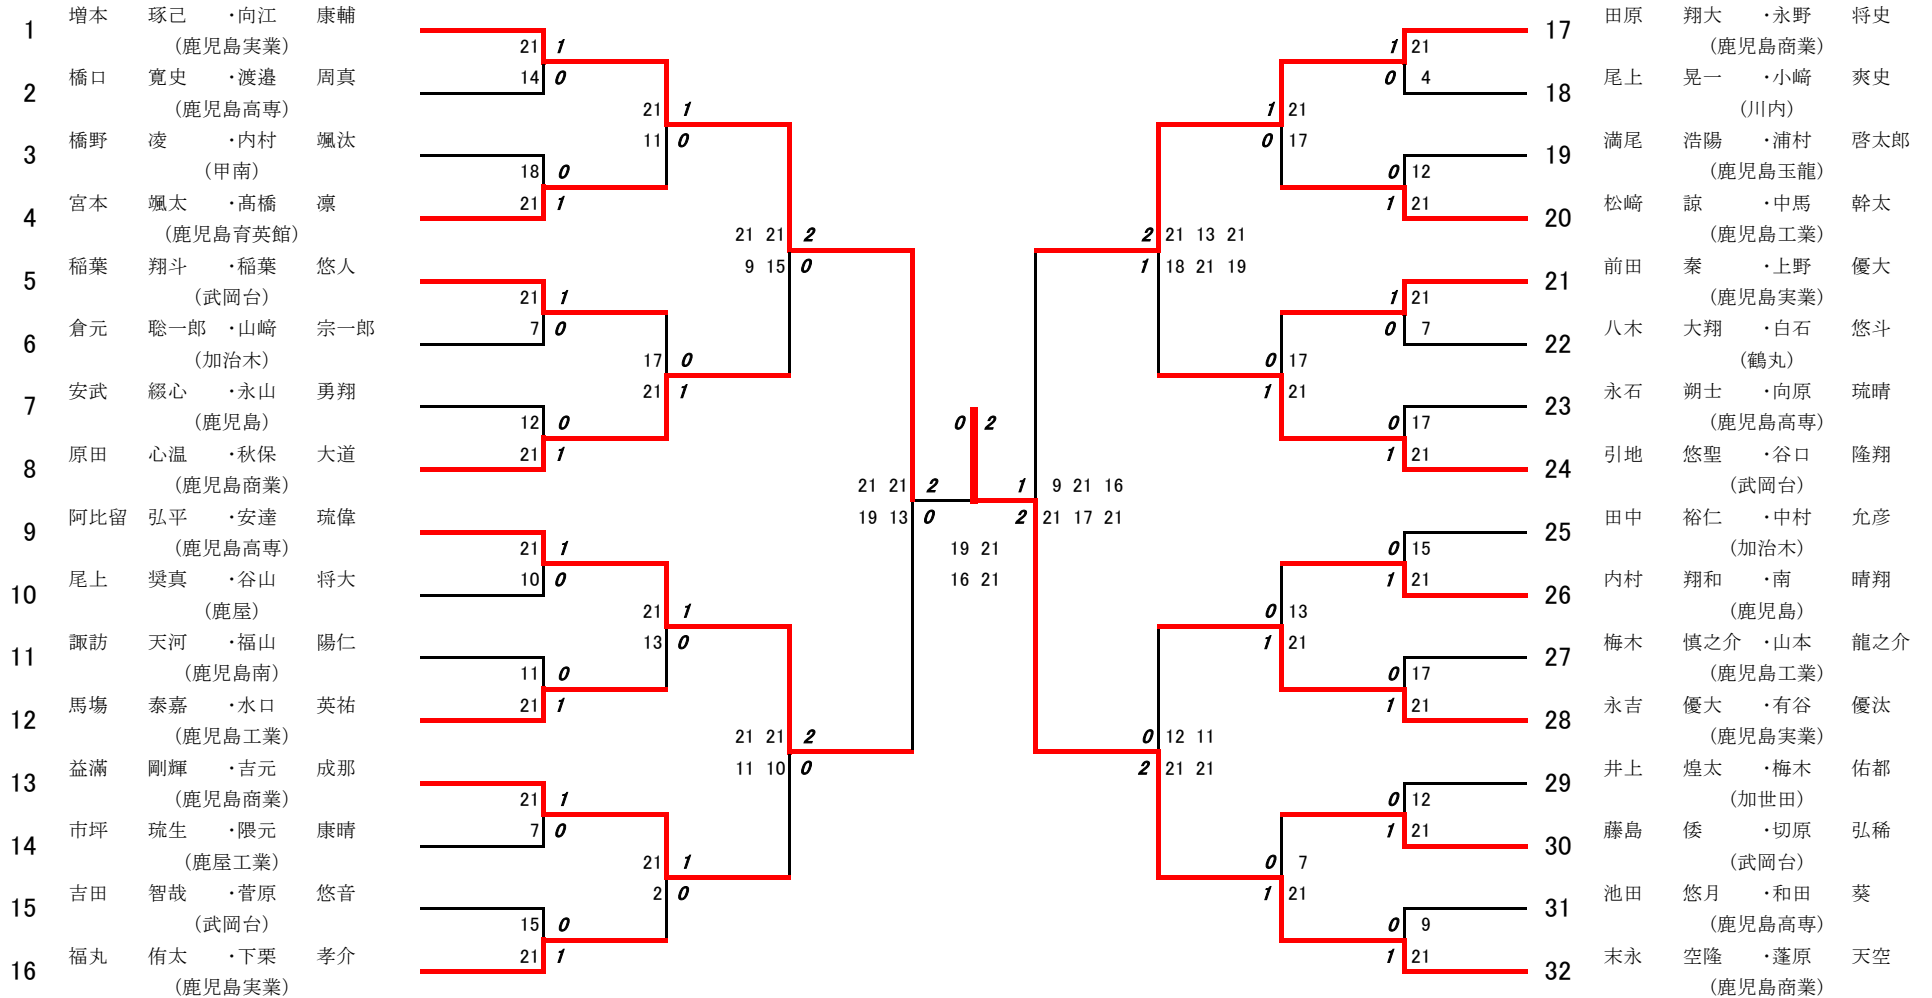 1 増本 琢己 ・向江 康輔
(鹿児島実業)
2 橋口 寛史 ・渡邉 周真
(鹿児島高専)
3 橋野 凌 ・内村 颯汰
(甲南)
4 宮本 颯太 ・髙橋 凛
(鹿児島育英館)
5 稲葉 翔斗 ・稲葉 悠人
(武岡台)
6 倉元 聡一郎 ・山﨑 宗一郎
(加治木)
7 安武 綴心 ・永山 勇翔
(鹿児島)
8 原田 心温 ・秋保 大道
(鹿児島商業)
9 阿比留 弘平 ・安達 琉偉
(鹿児島高専)
10 尾上 奨真 ・谷山 将大
(鹿屋)
11 諏訪 天河 ・福山 陽仁
(鹿児島南)
12 馬塲 泰嘉 ・水口 英祐
(鹿児島工業)
13 益滿 剛輝 ・吉元 成那
(鹿児島商業)
14 市坪 琉生 ・隈元 康晴
(鹿屋工業)
15 吉田 智哉 ・菅原 悠音
(武岡台)
16 福丸 侑太 ・下栗 孝介
(鹿児島実業)
21 1
14 0
18 0
21 1
21 1
7 0
12 0
21 1
21 1
10 0
11 0
21 1
21 1
7 0
15 0
21 1
21 1
11 0
17 0
21 1
21 1
13 0
21 1
2 0
21 21 2
9 15 0
21 21 2
11 10 0
21 21 2
19 13 0
0 2
19 21
16 21
1 9 21 16
2 21 17 21
2 21 13 21
1 18 21 19
0 12 11
2 21 21
1 21
0 17
0 17
1 21
0 13
1 21
0 7
1 21
1 21
0 4
0 12
1 21
1 21
0 7
0 17
1 21
0 15
1 21
0 17
1 21
0 12
1 21
0 9
1 21
17 田原 翔大 ・永野 将史
(鹿児島商業)
18 尾上 晃一 ・小﨑 爽史
(川内)
19 満尾 浩陽 ・浦村 啓太郎
(鹿児島玉龍)
20 松﨑 諒 ・中馬 幹太
(鹿児島工業)
21 前田 秦 ・上野 優大
(鹿児島実業)
22 八木 大翔 ・白石 悠斗
(鶴丸)
23 永石 朔士 ・向原 琉晴
(鹿児島高専)
24 引地 悠聖 ・谷口 隆翔
(武岡台)
25 田中 裕仁 ・中村 允彦
(加治木)
26 内村 翔和 ・南 晴翔
(鹿児島)
27 梅木 慎之介 ・山本 龍之介
(鹿児島工業)
28 永吉 優大 ・有谷 優汰
(鹿児島実業)
29 井上 煌太 ・梅木 佑都
(加世田)
30 藤島 倭 ・切原 弘稀
(武岡台)
31 池田 悠月 ・和田 葵
(鹿児島高専)
32 末永 空隆 ・蓬原 天空
(鹿児島商業)